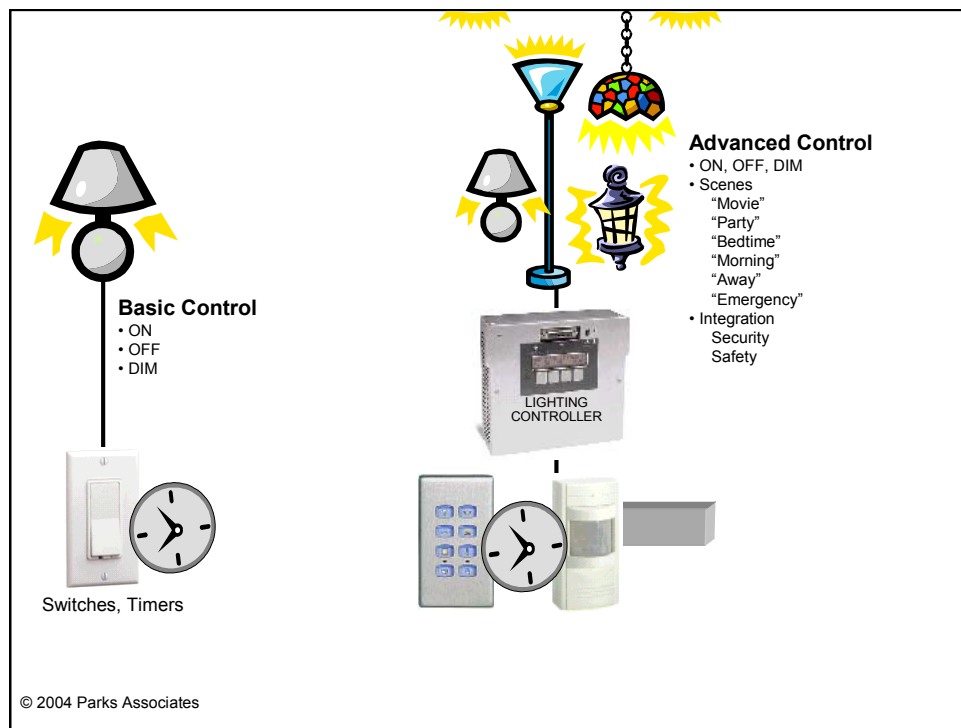 Basic Control
• ON
• OFF
• DIM
Switches, Timers
Advanced Control
• ON, OFF, DIM
• Scenes
“Movie”
“Party”
“Bedtime”
“Morning”
“Away”
“Emergency”
• Integration
Security
Safety
LIGHTING
CONTROLLER
© 2004 Parks Associates